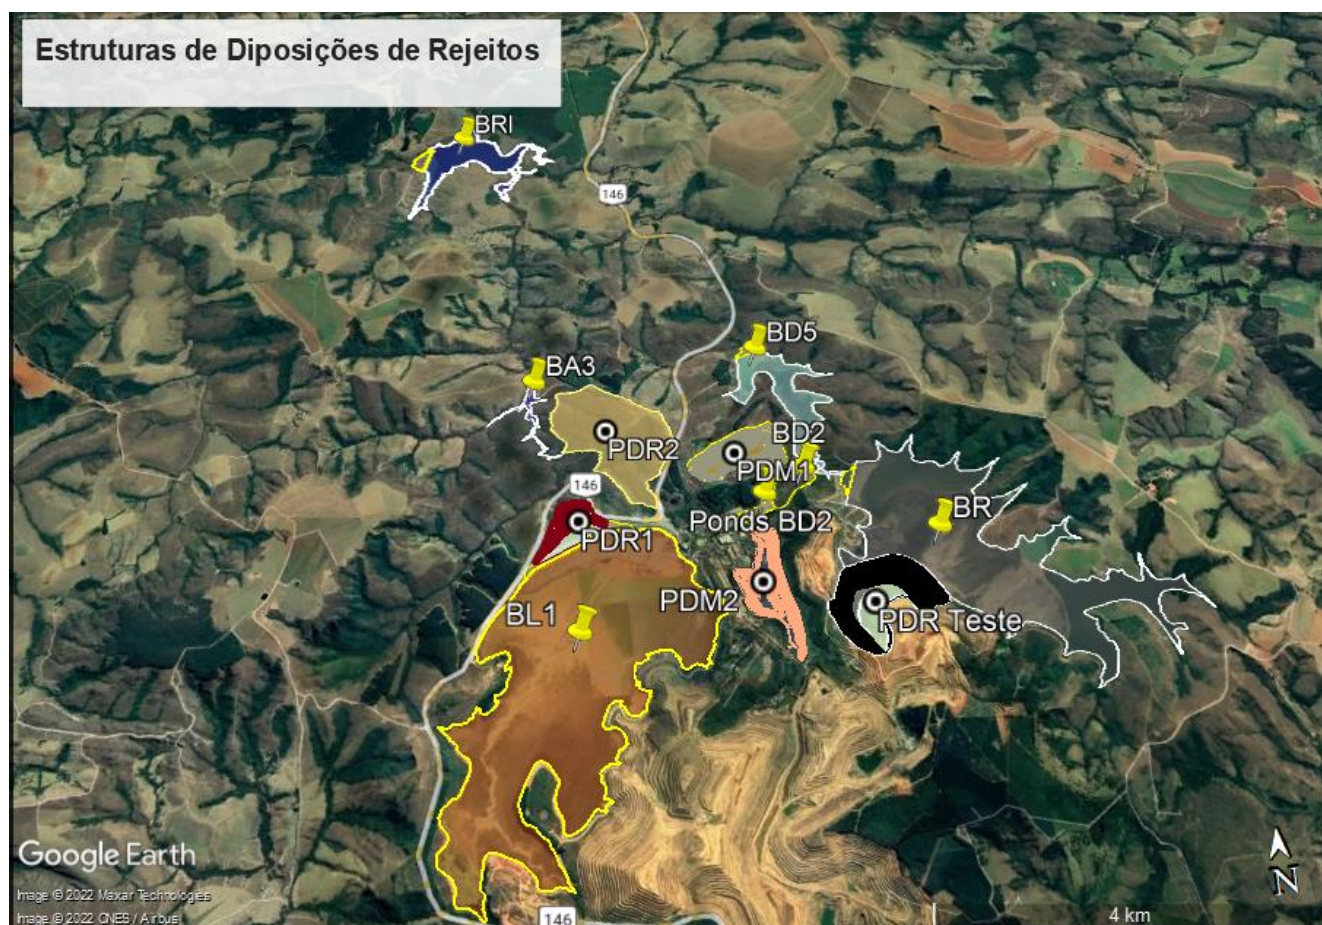 Estruturas de Diposições de Rejeitos
BRI
146
BD5
BA3
BD2
PDR2
PDM1
146
BR
Ponds BD2
PDR1
PDM2
BL1
PDR Teste
Google Earth
Image © 2022 Maxar Technologies
Image © 2022 CNES / Airbus
146
4 km
N